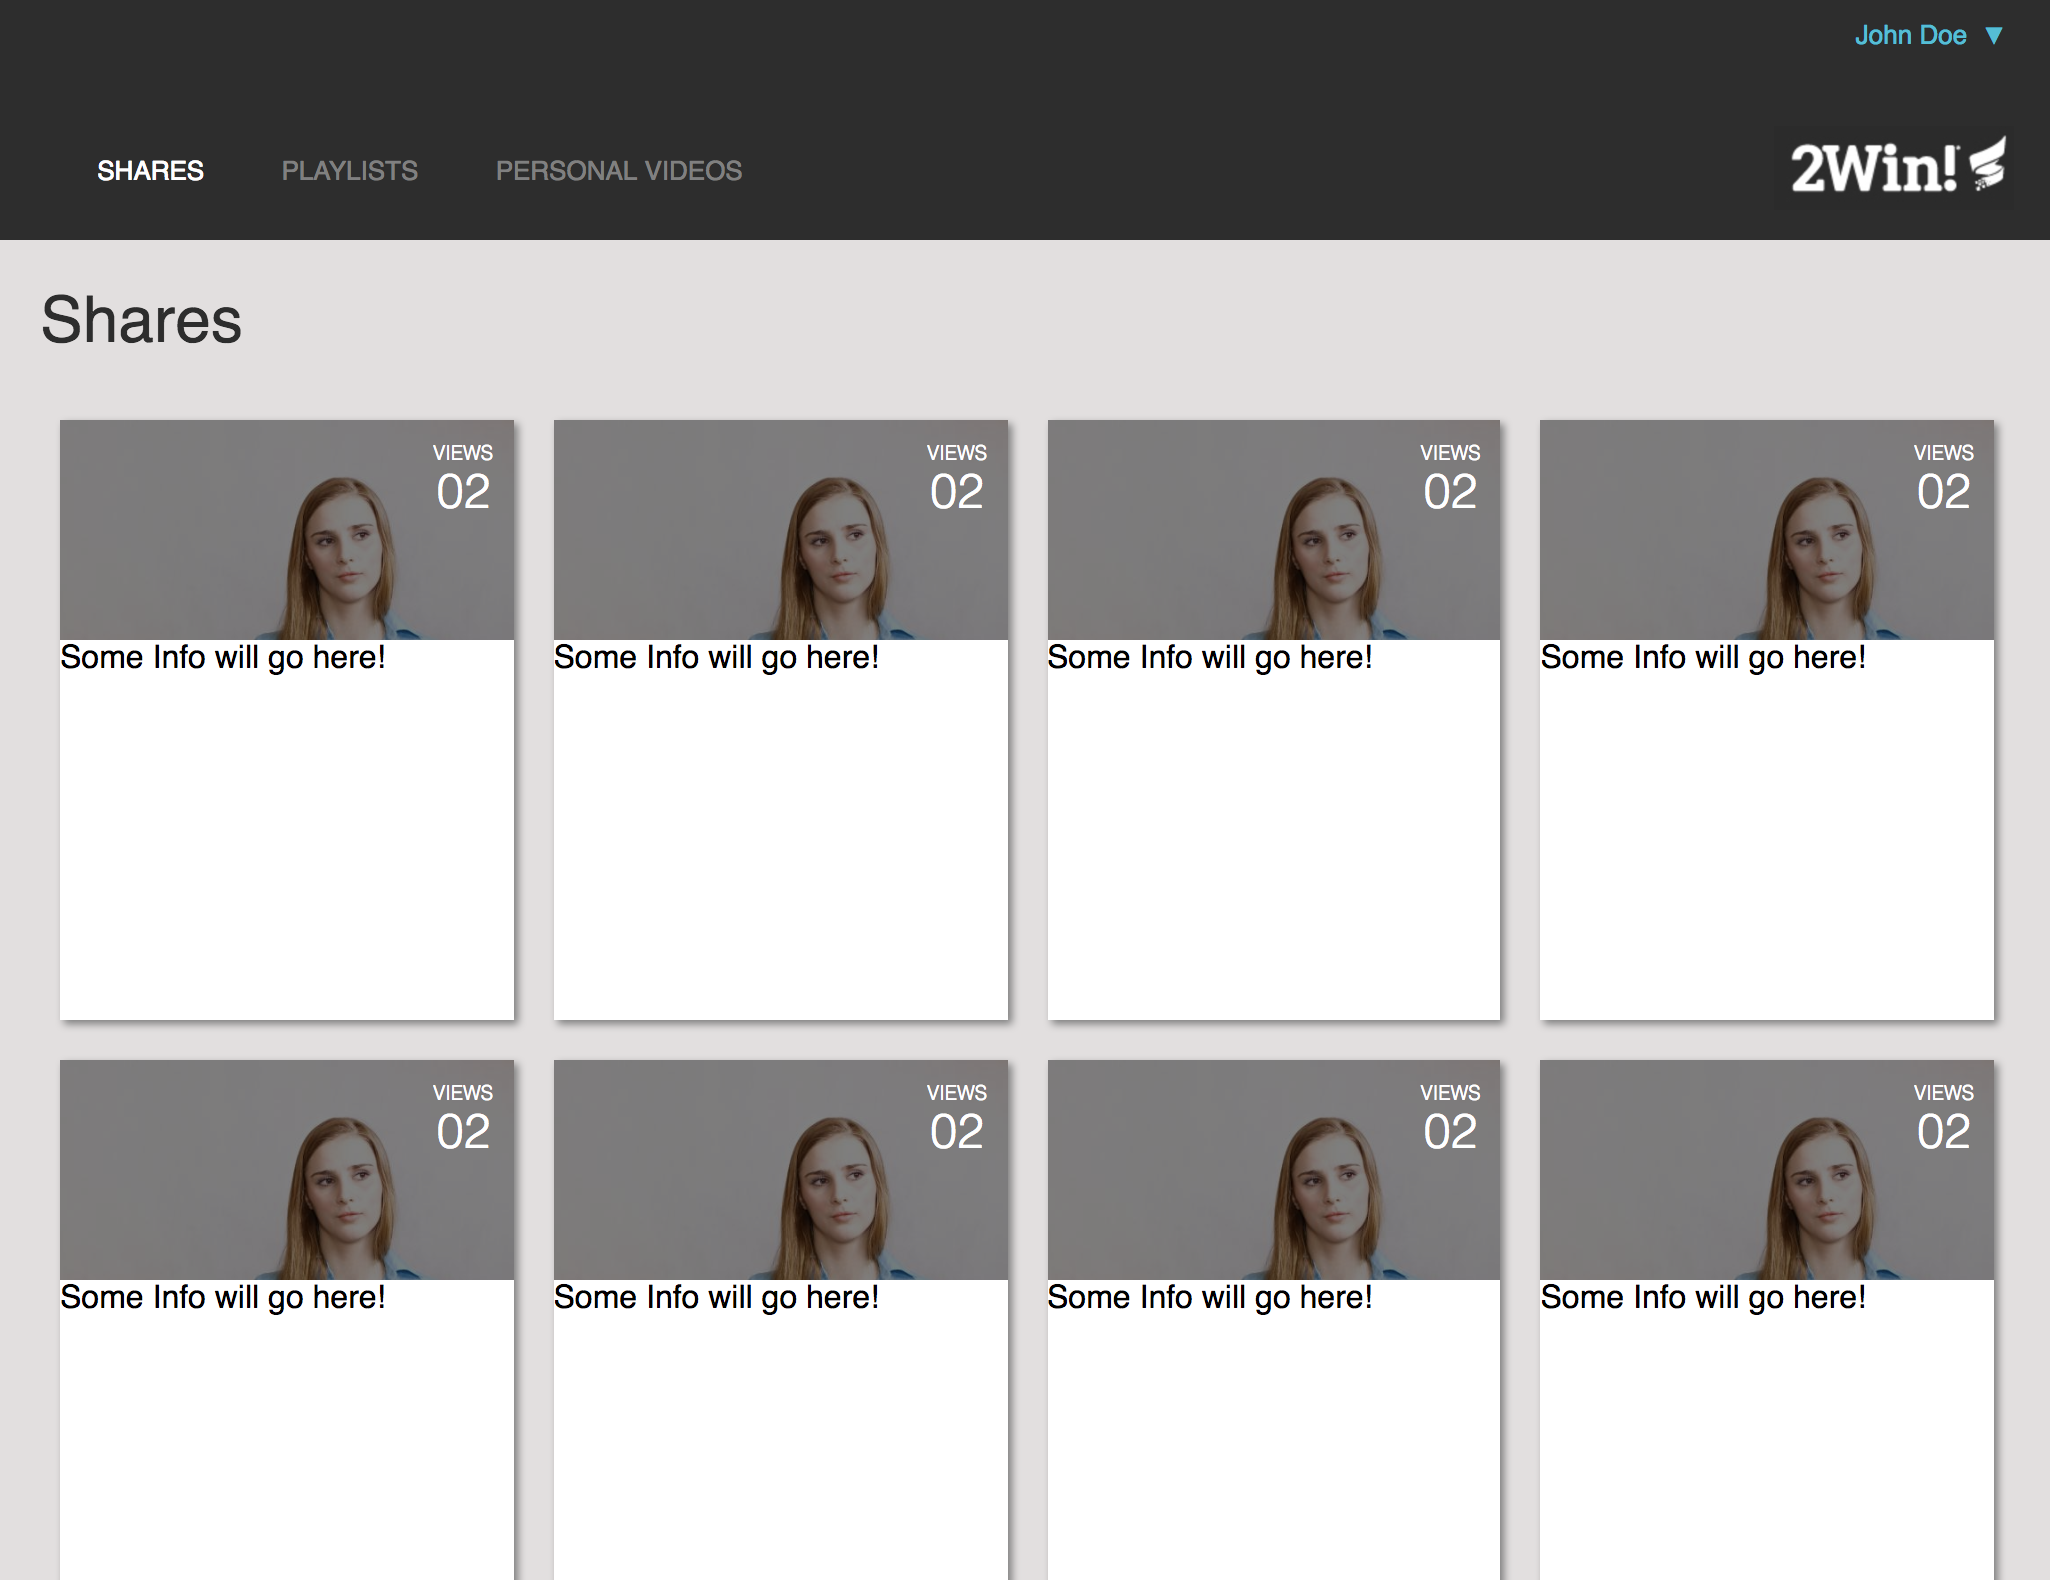 John Doe ▼
SHARES PLAYLISTS PERSONAL VIDEOS
2Win!
Shares
VIEWS VIEWS VIEWS VIEWS
02 02 02 02
Some Info will go here! Some Info will go here! Some Info will go here! Some Info will go here!
VIEWS VIEWS VIEWS VIEWS
02 02 02 02
Some Info will go here! Some Info will go here! Some Info will go here! Some Info will go here!